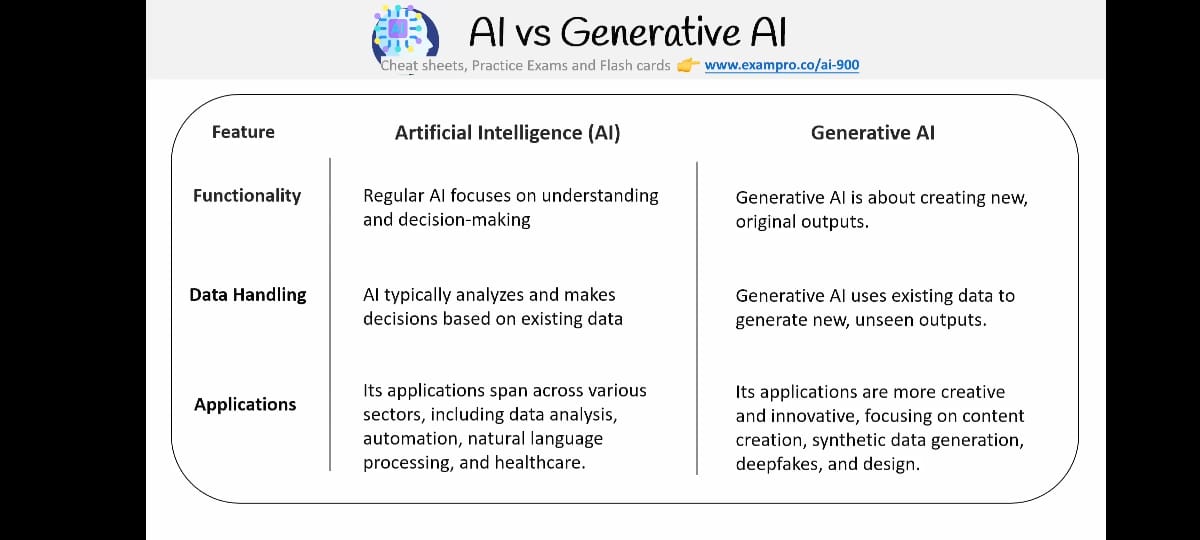 AI vs Generative AI
Cheat sheets, Practice Exams and Flash cards 👉 www.exampro.co/ai-900
Feature
Artificial Intelligence (AI)
Generative AI
Functionality
Regular AI focuses on understanding
and decision-making
Generative AI is about creating new,
original outputs.
Data Handling
AI typically analyzes and makes
decisions based on existing data
Generative AI uses existing data to
generate new, unseen outputs.
Applications
Its applications span across various
sectors, including data analysis,
automation, natural language
processing, and healthcare.
Its applications are more creative
and innovative, focusing on content
creation, synthetic data generation,
deepfakes, and design.